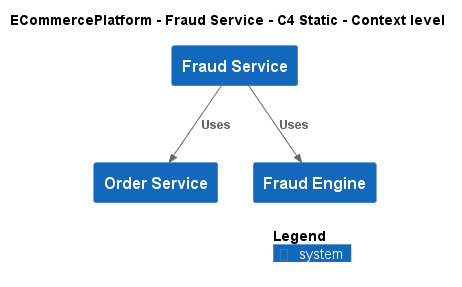 ECommercePlatform - Fraud Service - C4 Static - Context level
Fraud Service
Uses
Uses
Order Service
Fraud Engine
Legend
system